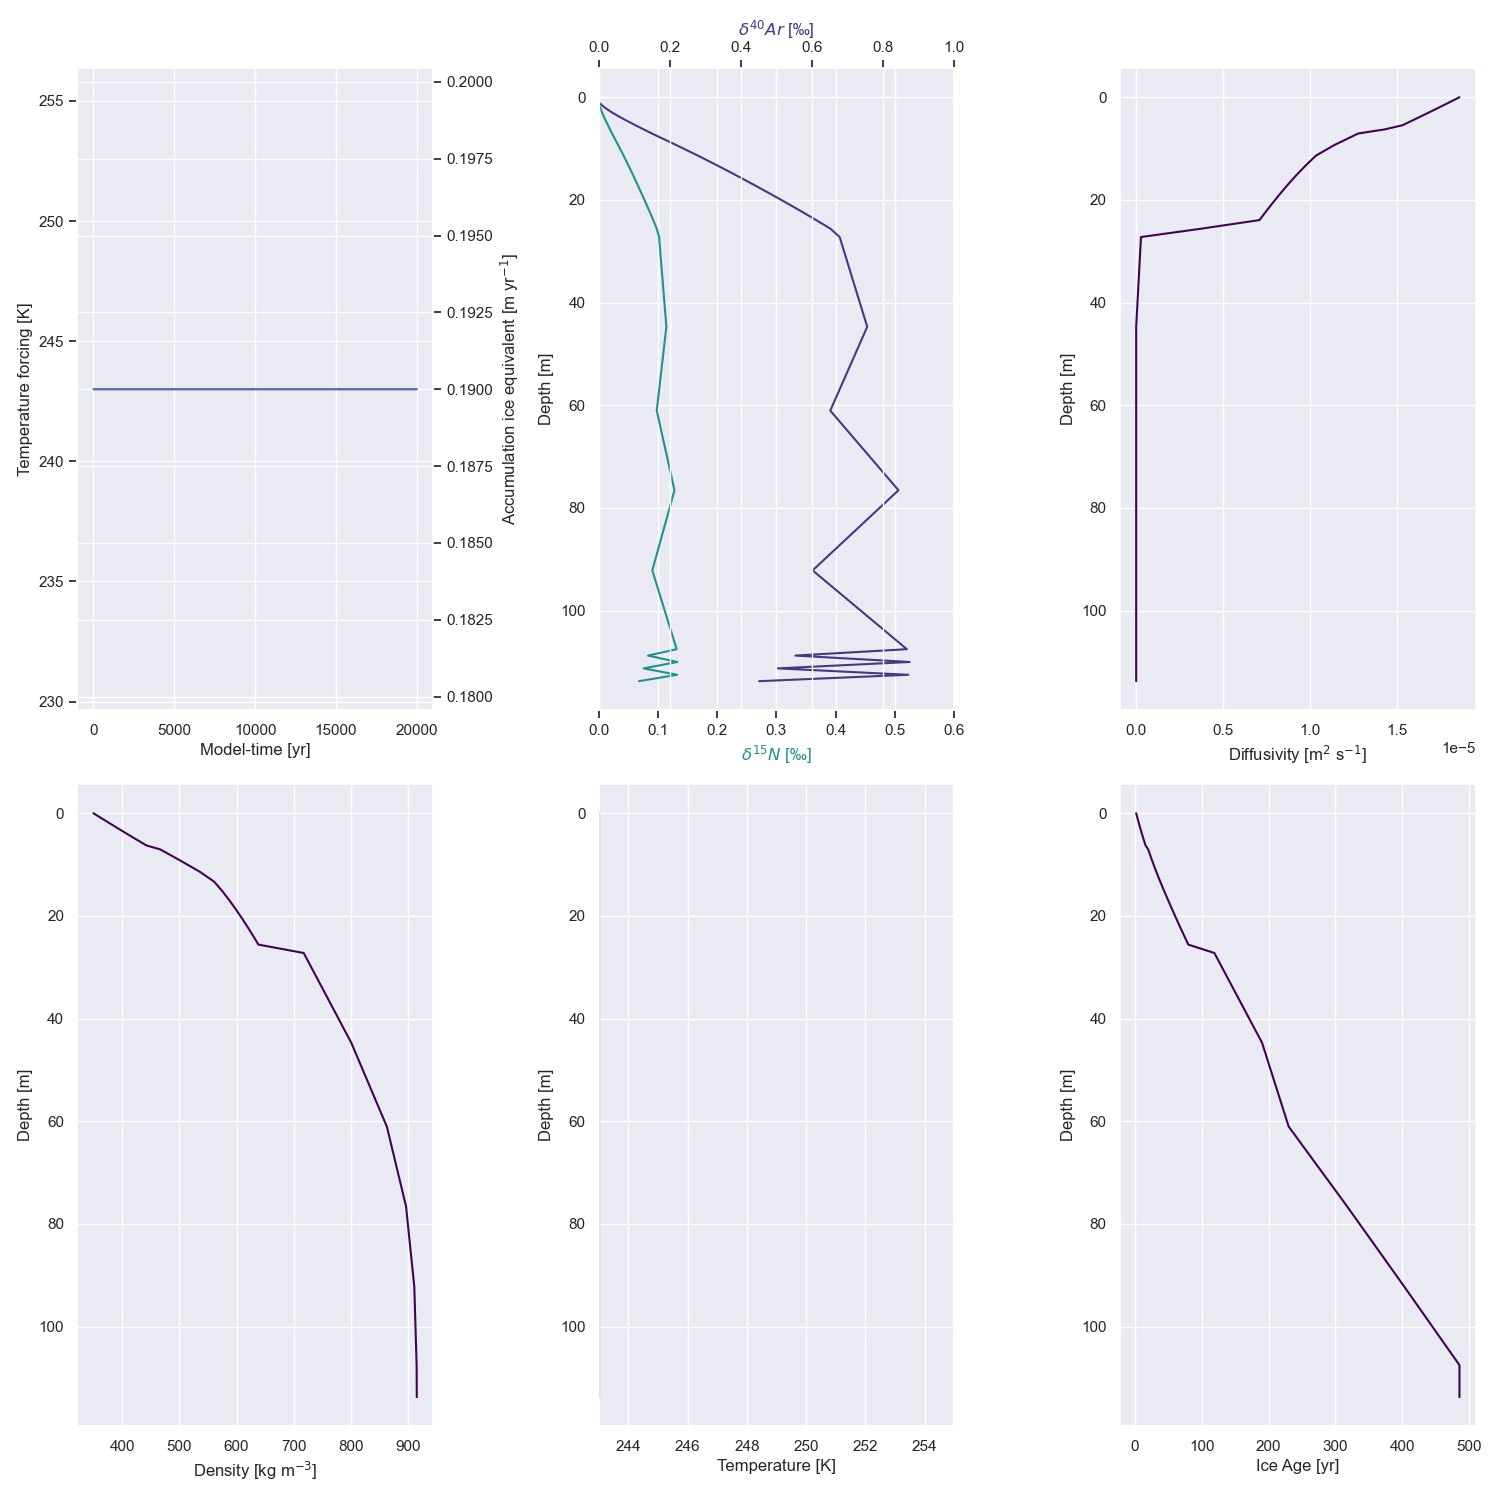 δ⁴⁰Ar [‰]
0.0 0.2 0.4 0.6 0.8 1.0
255
250
245
240
235
230
Temperature forcing [K]
0.2000
0.1975
0.1950
0.1925
0.1900
0.1875
0.1850
0.1825
0.1800
Accumulation ice equivalent [m yr⁻¹]
0 5000 10000 15000 20000
Model-time [yr]
0
20
40
60
80
100
Depth [m]
0.0 0.1 0.2 0.3 0.4 0.5 0.6
δ¹⁵N [‰]
0
20
40
60
80
100
Depth [m]
0.0 0.5 1.0 1.5
1e−5
Diffusivity [m² s⁻¹]
0
20
40
60
80
100
Depth [m]
400 500 600 700 800 900
Density [kg m⁻³]
0
20
40
60
80
100
Depth [m]
244 246 248 250 252 254
Temperature [K]
0
20
40
60
80
100
Depth [m]
0 100 200 300 400 500
Ice Age [yr]